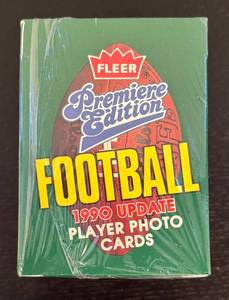 FLEER
Premiere
Edition
FOOTBALL
1990 UPDATE
PLAYER PHOTO
CARDS